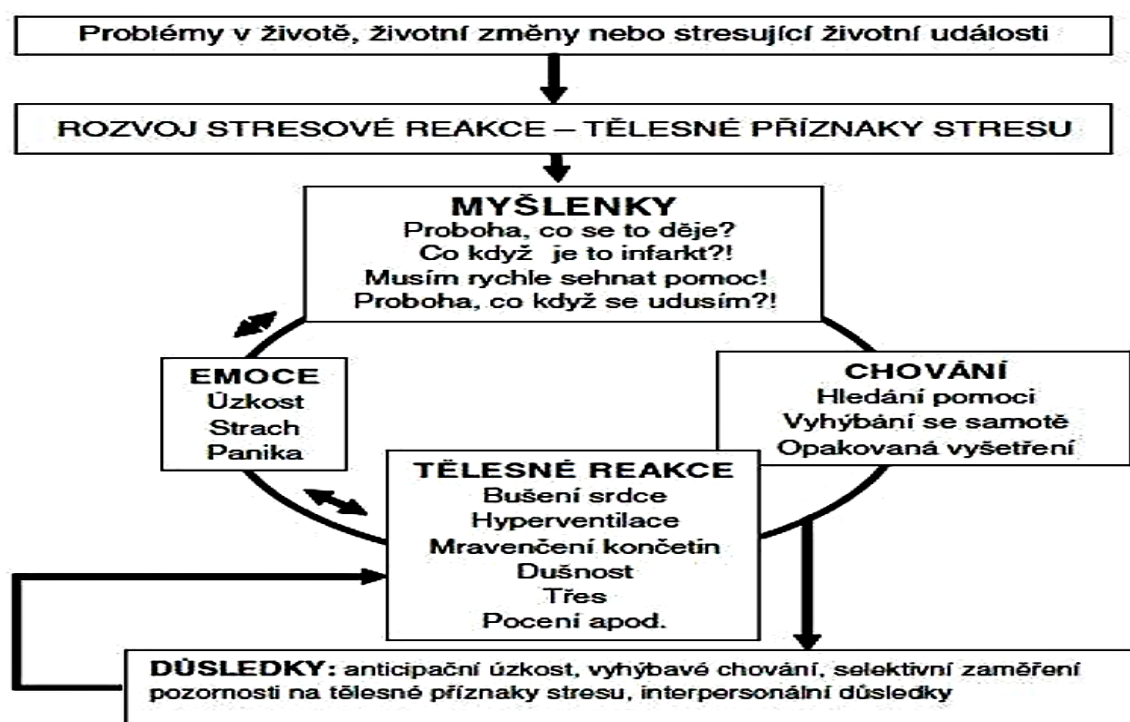 Problémy v životě, životní změny nebo stresující životní události
ROZVOJ STRESOVÉ REAKCE – TĚLESNÉ PŘÍZNAKY STRESU
MYŠLENKY
Proboha, co se to děje?
Co když je to infarkt?!
Musím rychle sehnat pomoc!
Proboha, co když se udusím?!
EMOCE
Úzkost
Strach
Panika
CHOVÁNÍ
Hledání pomoci
Vyhýbání se samotě
Opakovaná vyšetření
TĚLESNÉ REAKCE
Bušení srdce
Hyperventilace
Mravenčení končetin
Dušnost
Třes
Pocení apod.
DŮSLEDKY: anticipační úzkost, vyhýbavé chování, selektivní zaměření
pozornosti na tělesné příznaky stresu, interpersonální důsledky